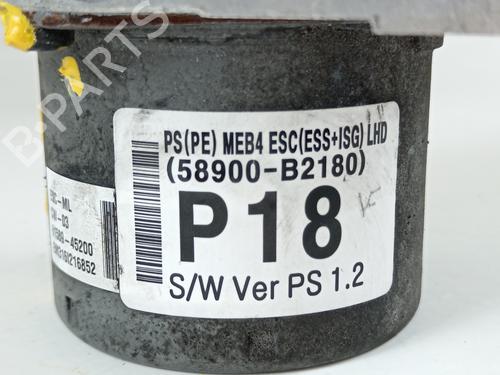 B-PARTS
PS(PE) MEB4 ESC(ESS+ISG) LHD
(58900-B2180)
P18
S/W Ver PS 1.2